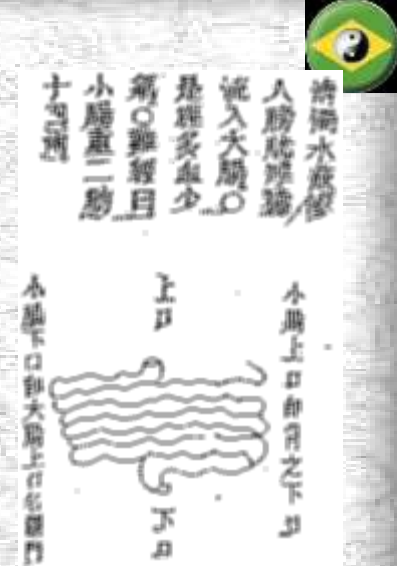 清濁水液滲
入膀胱滓穢
流入大腸○
是經多血少
氣○難經曰
小腸重二觔
十四兩
小腸上口即胃之下口
上口
下口
小腸下口即大腸上口名闌門